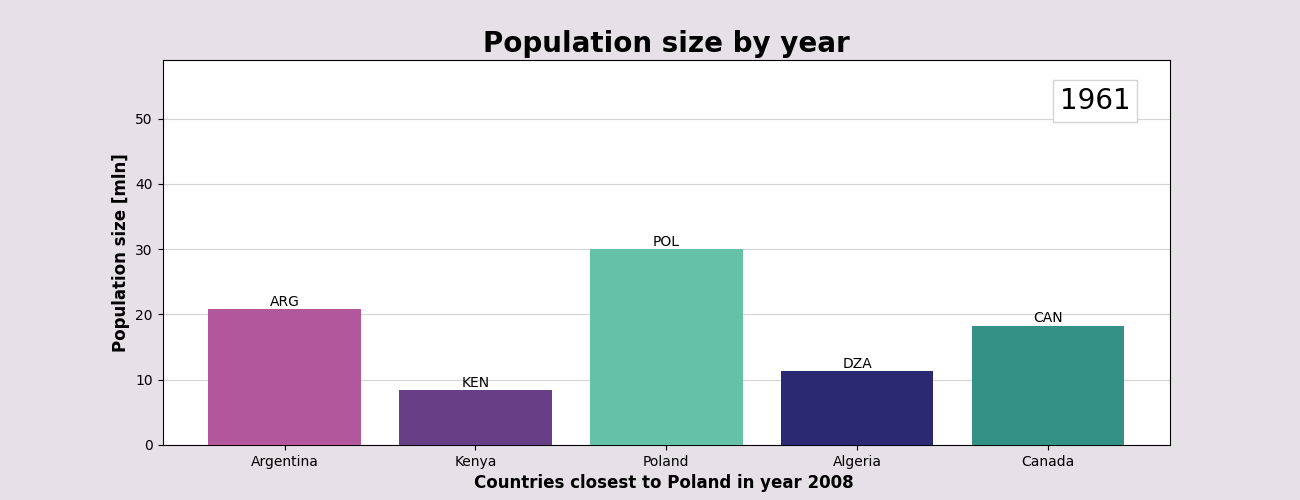 Population size by year
1961
Population size [mln]
50
40
30
20
10
0
ARG
KEN
POL
DZA
CAN
Argentina
Kenya
Poland
Algeria
Canada
Countries closest to Poland in year 2008